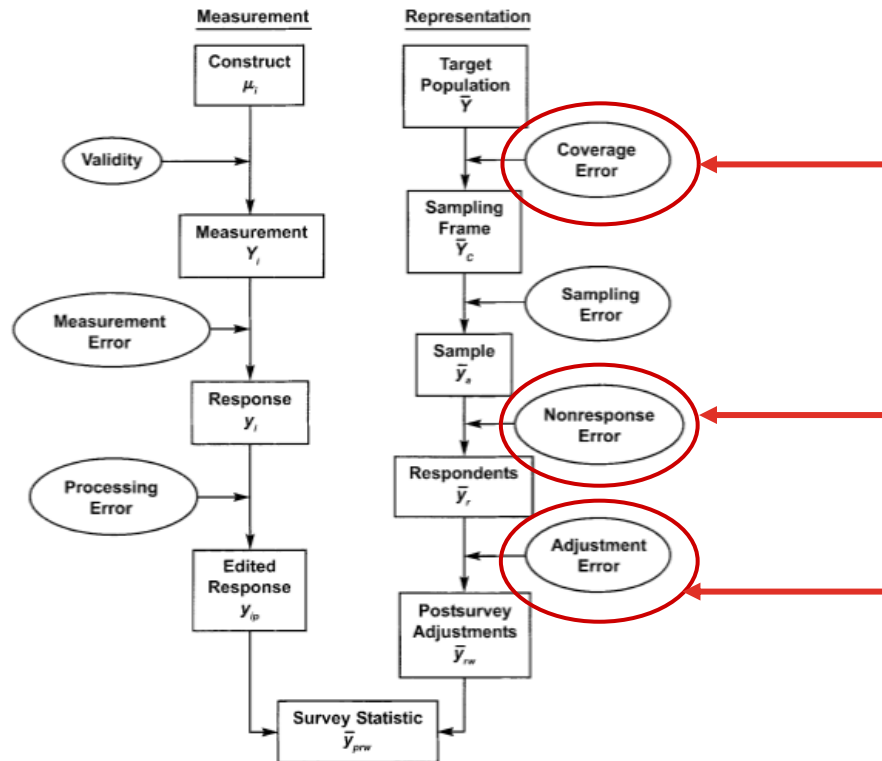 Measurement
Construct
μi
Validity
Measurement
Yi
Measurement
Error
Response
yi
Processing
Error
Edited
Response
yip
Representation
Target
Population
Ȳ
Coverage
Error
Sampling
Frame
ȲC
Sampling
Error
Sample
ȳa
Nonresponse
Error
Respondents
ȳr
Adjustment
Error
Postsurvey
Adjustments
ȳrw
Survey Statistic
ȳprw